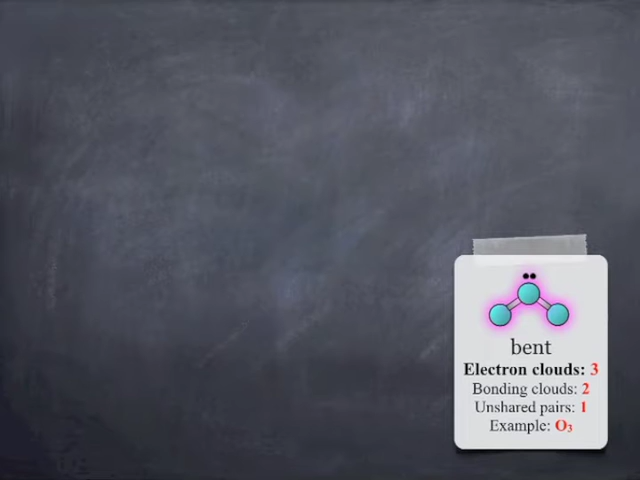 bent
Electron clouds: 3
Bonding clouds: 2
Unshared pairs: 1
Example: O₃